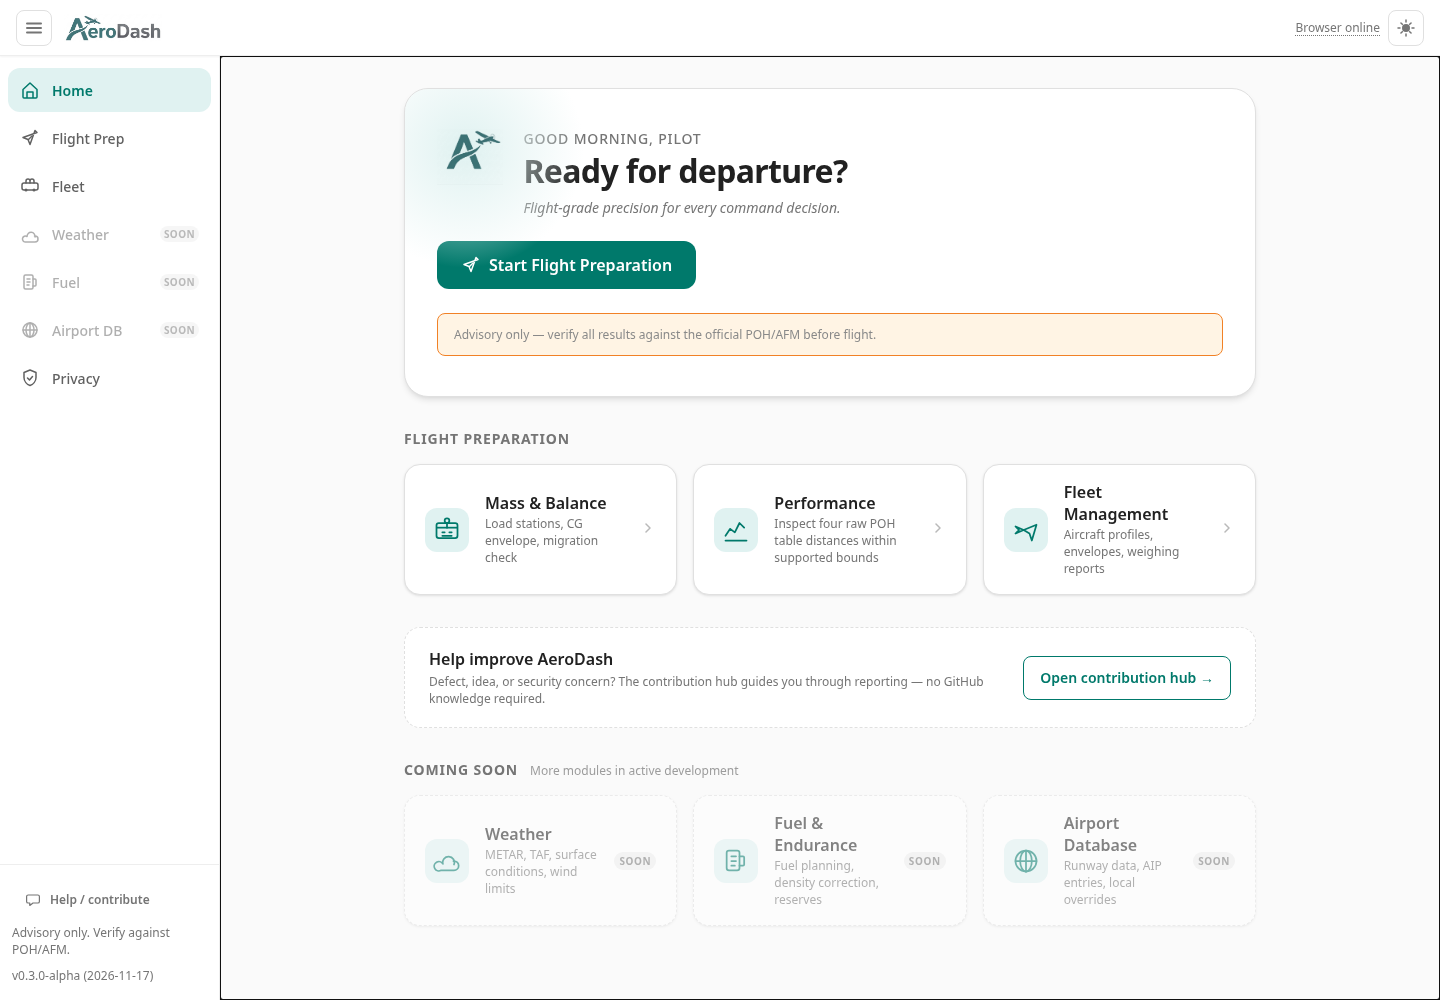 AeroDash
Browser online
Home
Flight Prep
Fleet
Weather SOON
Fuel SOON
Airport DB SOON
Privacy
Help / contribute
Advisory only. Verify against
POH/AFM.
v0.3.0-alpha (2026-11-17)
GOOD MORNING, PILOT
Ready for departure?
Flight-grade precision for every command decision.
Start Flight Preparation
Advisory only — verify all results against the official POH/AFM before flight.
FLIGHT PREPARATION
Mass & Balance
Load stations, CG
envelope, migration
check
Performance
Inspect four raw POH
table distances within
supported bounds
Fleet
Management
Aircraft profiles,
envelopes, weighing
reports
Help improve AeroDash
Defect, idea, or security concern? The contribution hub guides you through reporting — no GitHub
knowledge required.
Open contribution hub →
COMING SOON More modules in active development
Weather
METAR, TAF, surface
conditions, wind
limits
SOON
Fuel &
Endurance
Fuel planning,
density correction,
reserves
SOON
Airport
Database
Runway data, AIP
entries, local
overrides
SOON